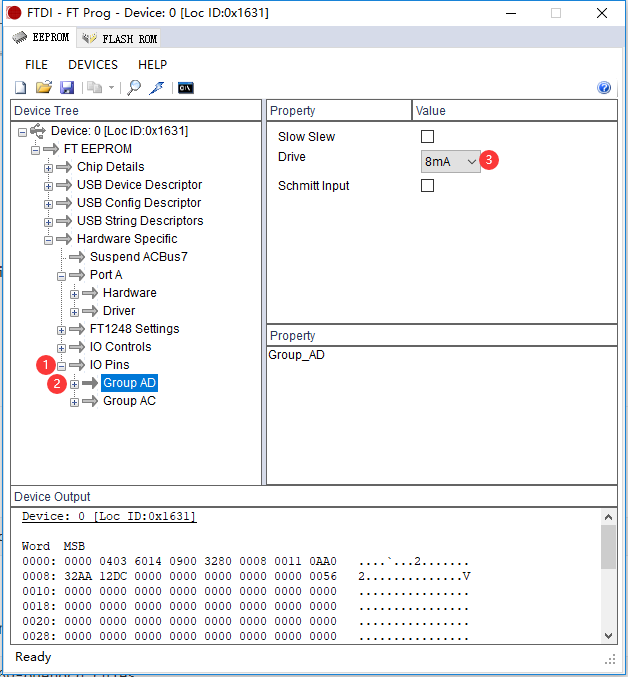 FTDI - FT Prog - Device: 0 [Loc ID:0x1631]
EEPROM FLASH ROM
FILE DEVICES HELP
Device Tree
Property Value
Device: 0 [Loc ID:0x1631]
FT EEPROM
Chip Details
USB Device Descriptor
USB Config Descriptor
USB String Descriptors
Hardware Specific
Suspend ACBus7
Port A
Hardware
Driver
FT1248 Settings
IO Controls
1 IO Pins
2 Group AD
Group AC
Slow Slew
Drive 8mA 3
Schmitt Input
Property
Group_AD
Device Output
Device: 0 [Loc ID:0x1631]
Word MSB
0000: 0000 0403 6014 0900 3280 0008 0011 0AA0 ....`...2.......
0008: 32AA 12DC 0000 0000 0000 0000 0000 0056 2..............V
0010: 0000 0000 0000 0000 0000 0000 0000 0000 ................
0018: 0000 0000 0000 0000 0000 0000 0000 0000 ................
0020: 0000 0000 0000 0000 0000 0000 0000 0000 ................
0028: 0000 0000 0000 0000 0000 0000 0000 0000 ................
Ready